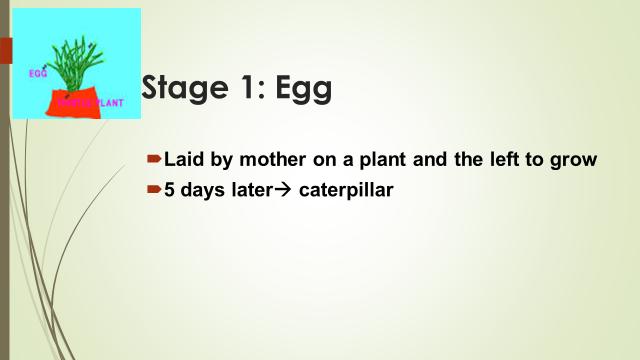 EGG
THISTLE PLANT
Stage 1: Egg
Laid by mother on a plant and the left to grow
5 days later→ caterpillar